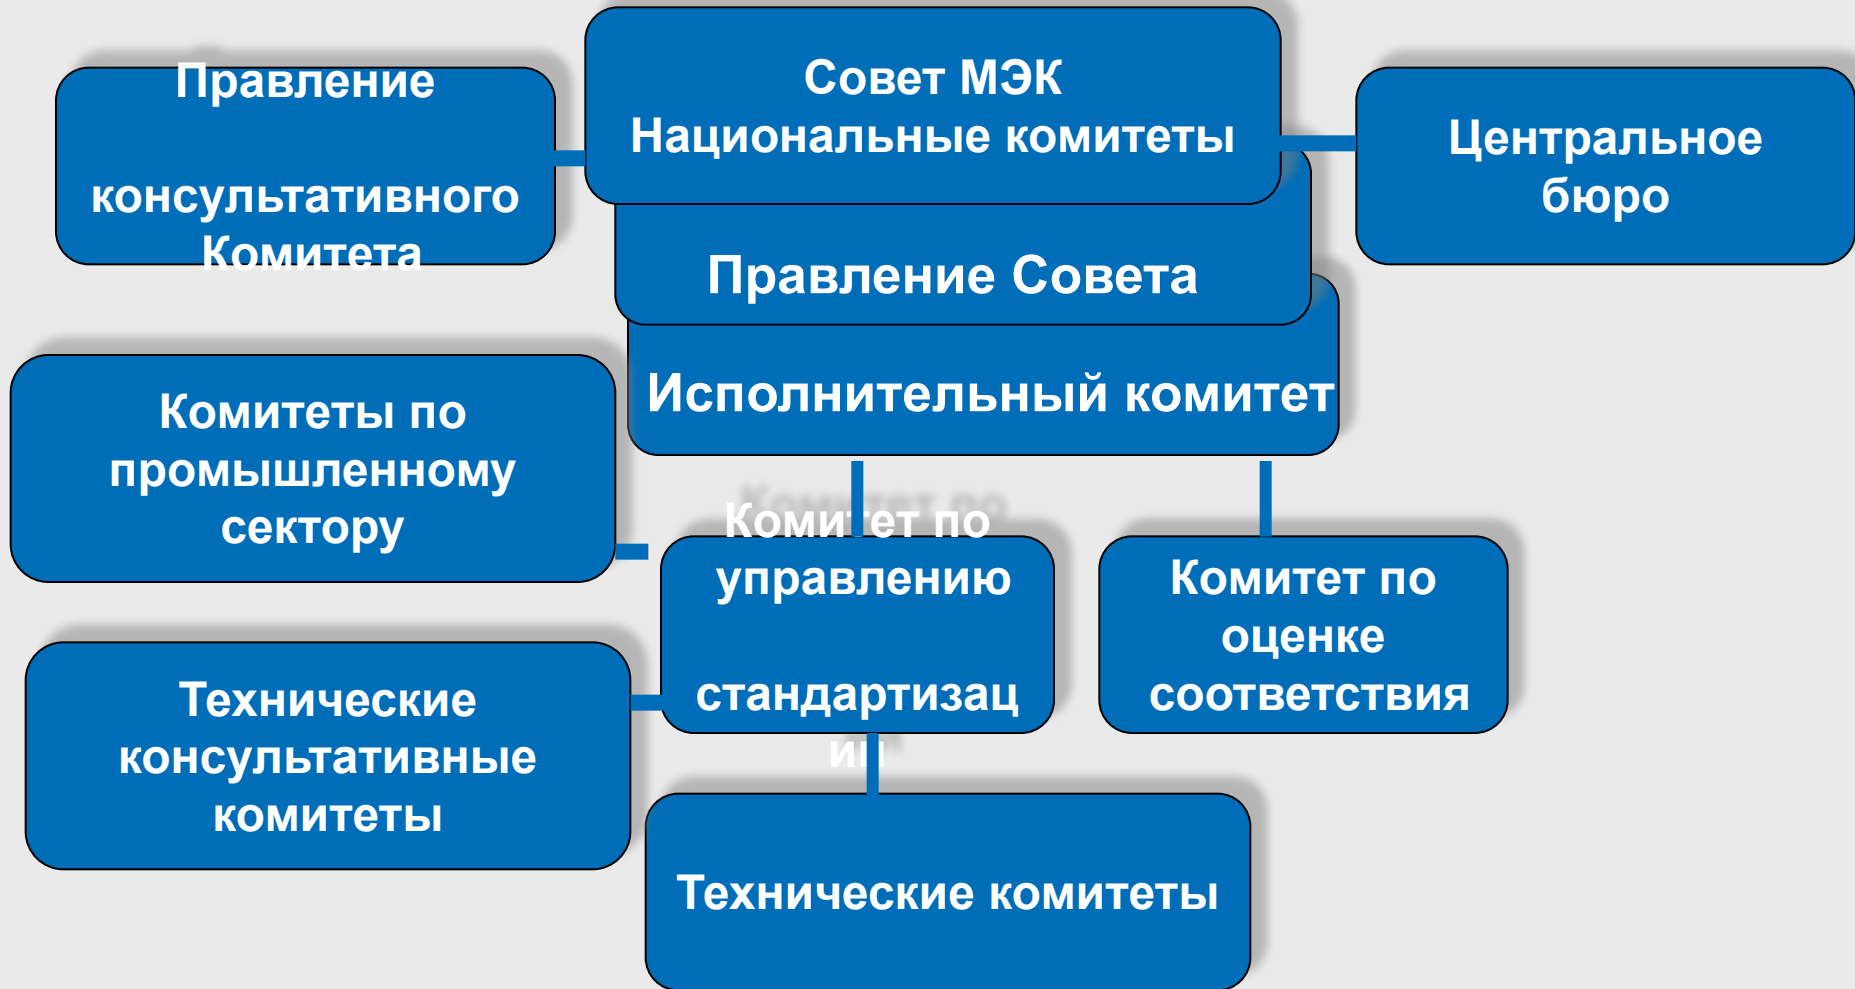 Правление
консультативного
Комитета
Совет МЭК
Национальные комитеты
Центральное
бюро
Правление Совета
Исполнительный комитет
Комитеты по
промышленному
сектору
Комитет по
управлению
стандартизац
ии
Комитет по
оценке
соответствия
Технические
консультативные
комитеты
Технические комитеты